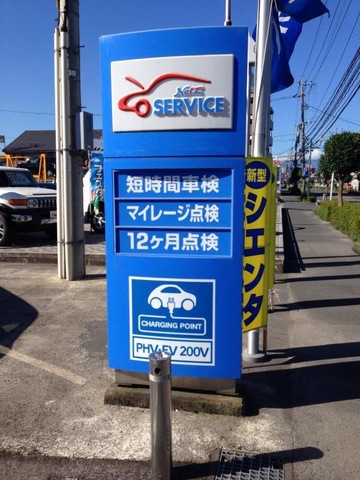 Netz
SERVICE
短時間車検
マイレージ点検
12ヶ月点検
CHARGING POINT
PHV・EV 200V
新型
シエンタ